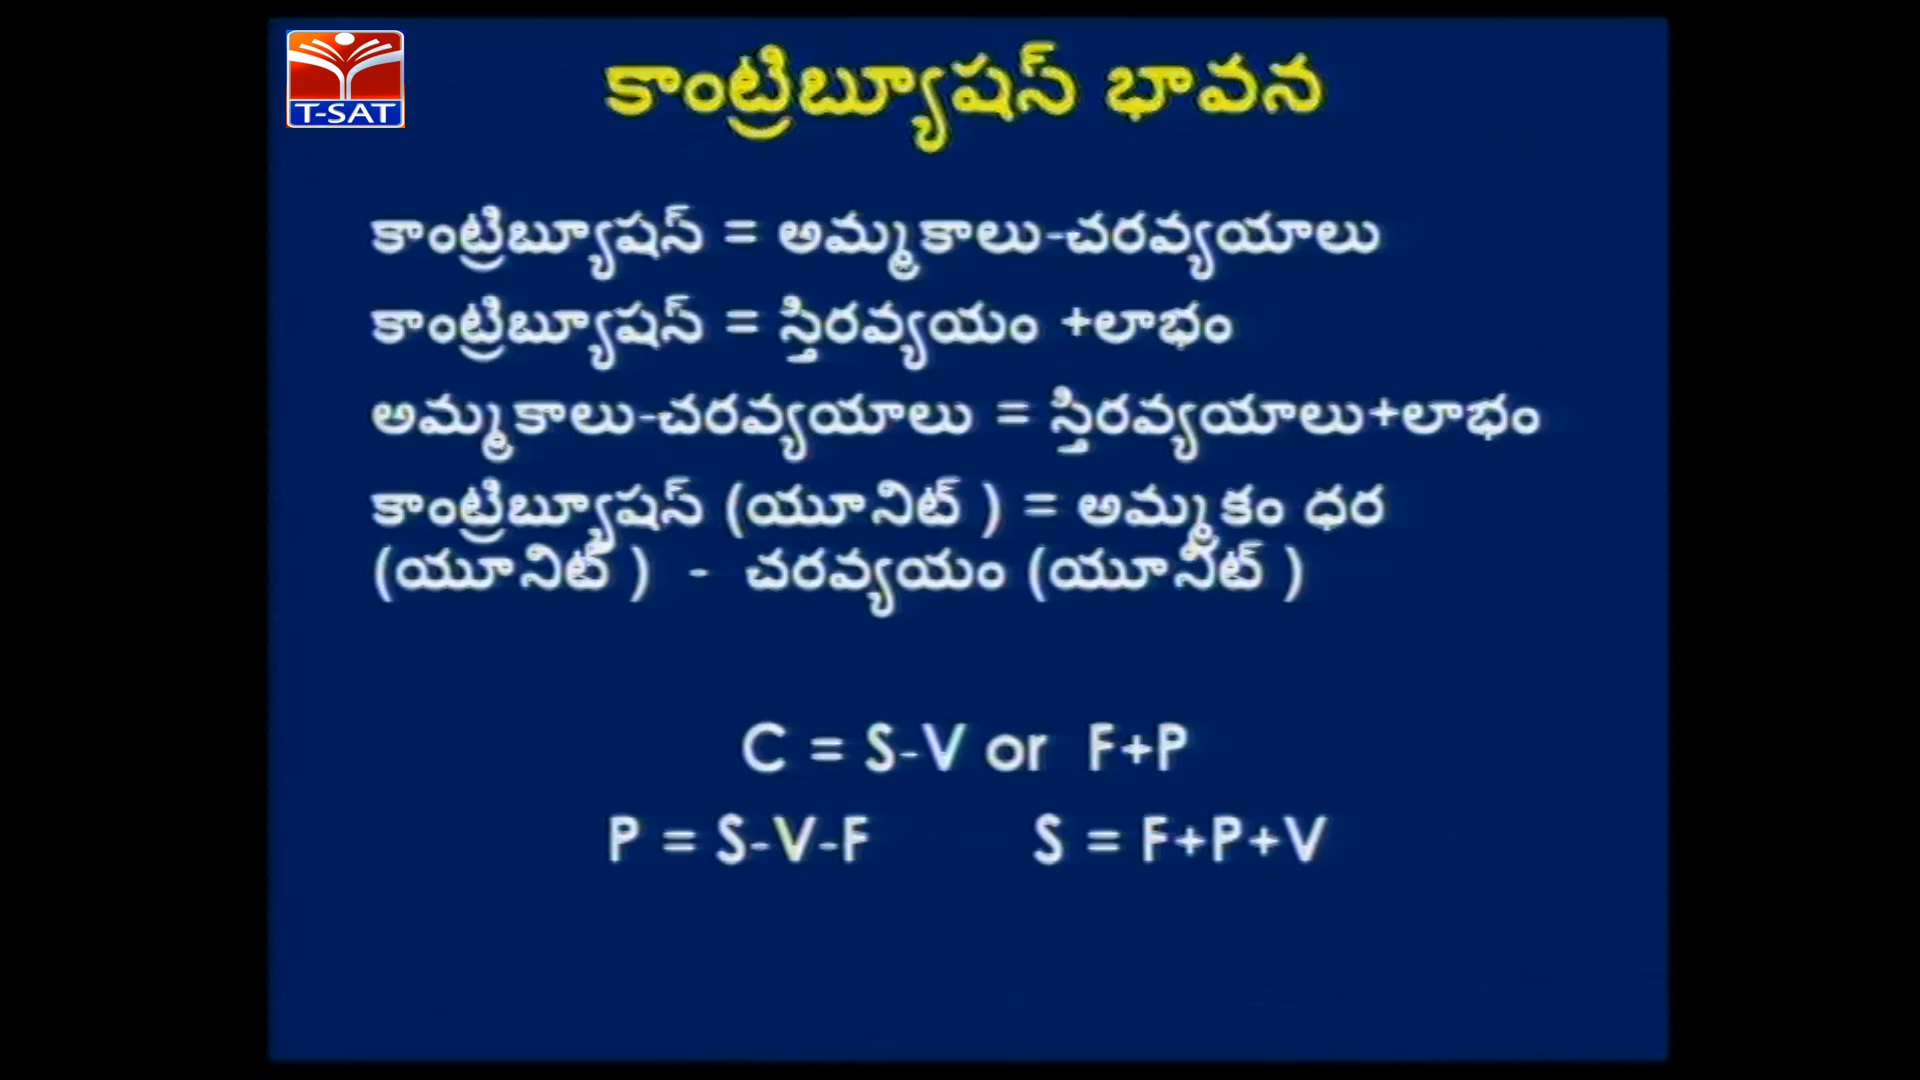 T-SAT
కాంట్రిబ్యూషన్ భావన
కాంట్రిబ్యూషన్ = అమ్మకాలు-చరవ్యయాలు
కాంట్రిబ్యూషన్ = స్తిరవ్యయం +లాభం
అమ్మకాలు-చరవ్యయాలు = స్తిరవ్యయాలు+లాభం
కాంట్రిబ్యూషన్ (యూనిట్ ) = అమ్మకం ధర
(యూనిట్ ) - చరవ్యయం (యూనిట్ )
C = S-V or F+P
P = S-V-F S = F+P+V